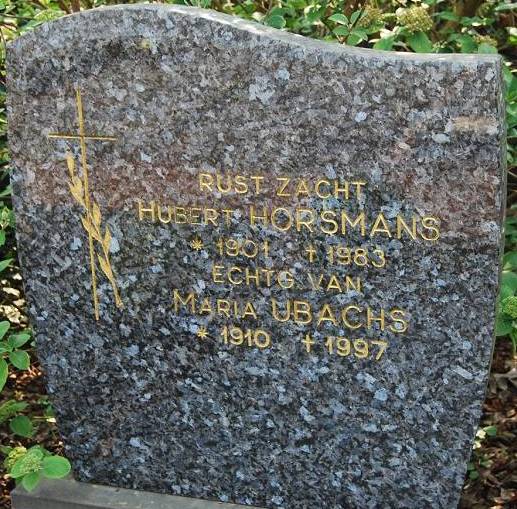 RUST ZACHT
HUBERT HORSMANS
* 1901 † 1983
ECHTG. VAN
MARIA UBACHS
* 1910 † 1997